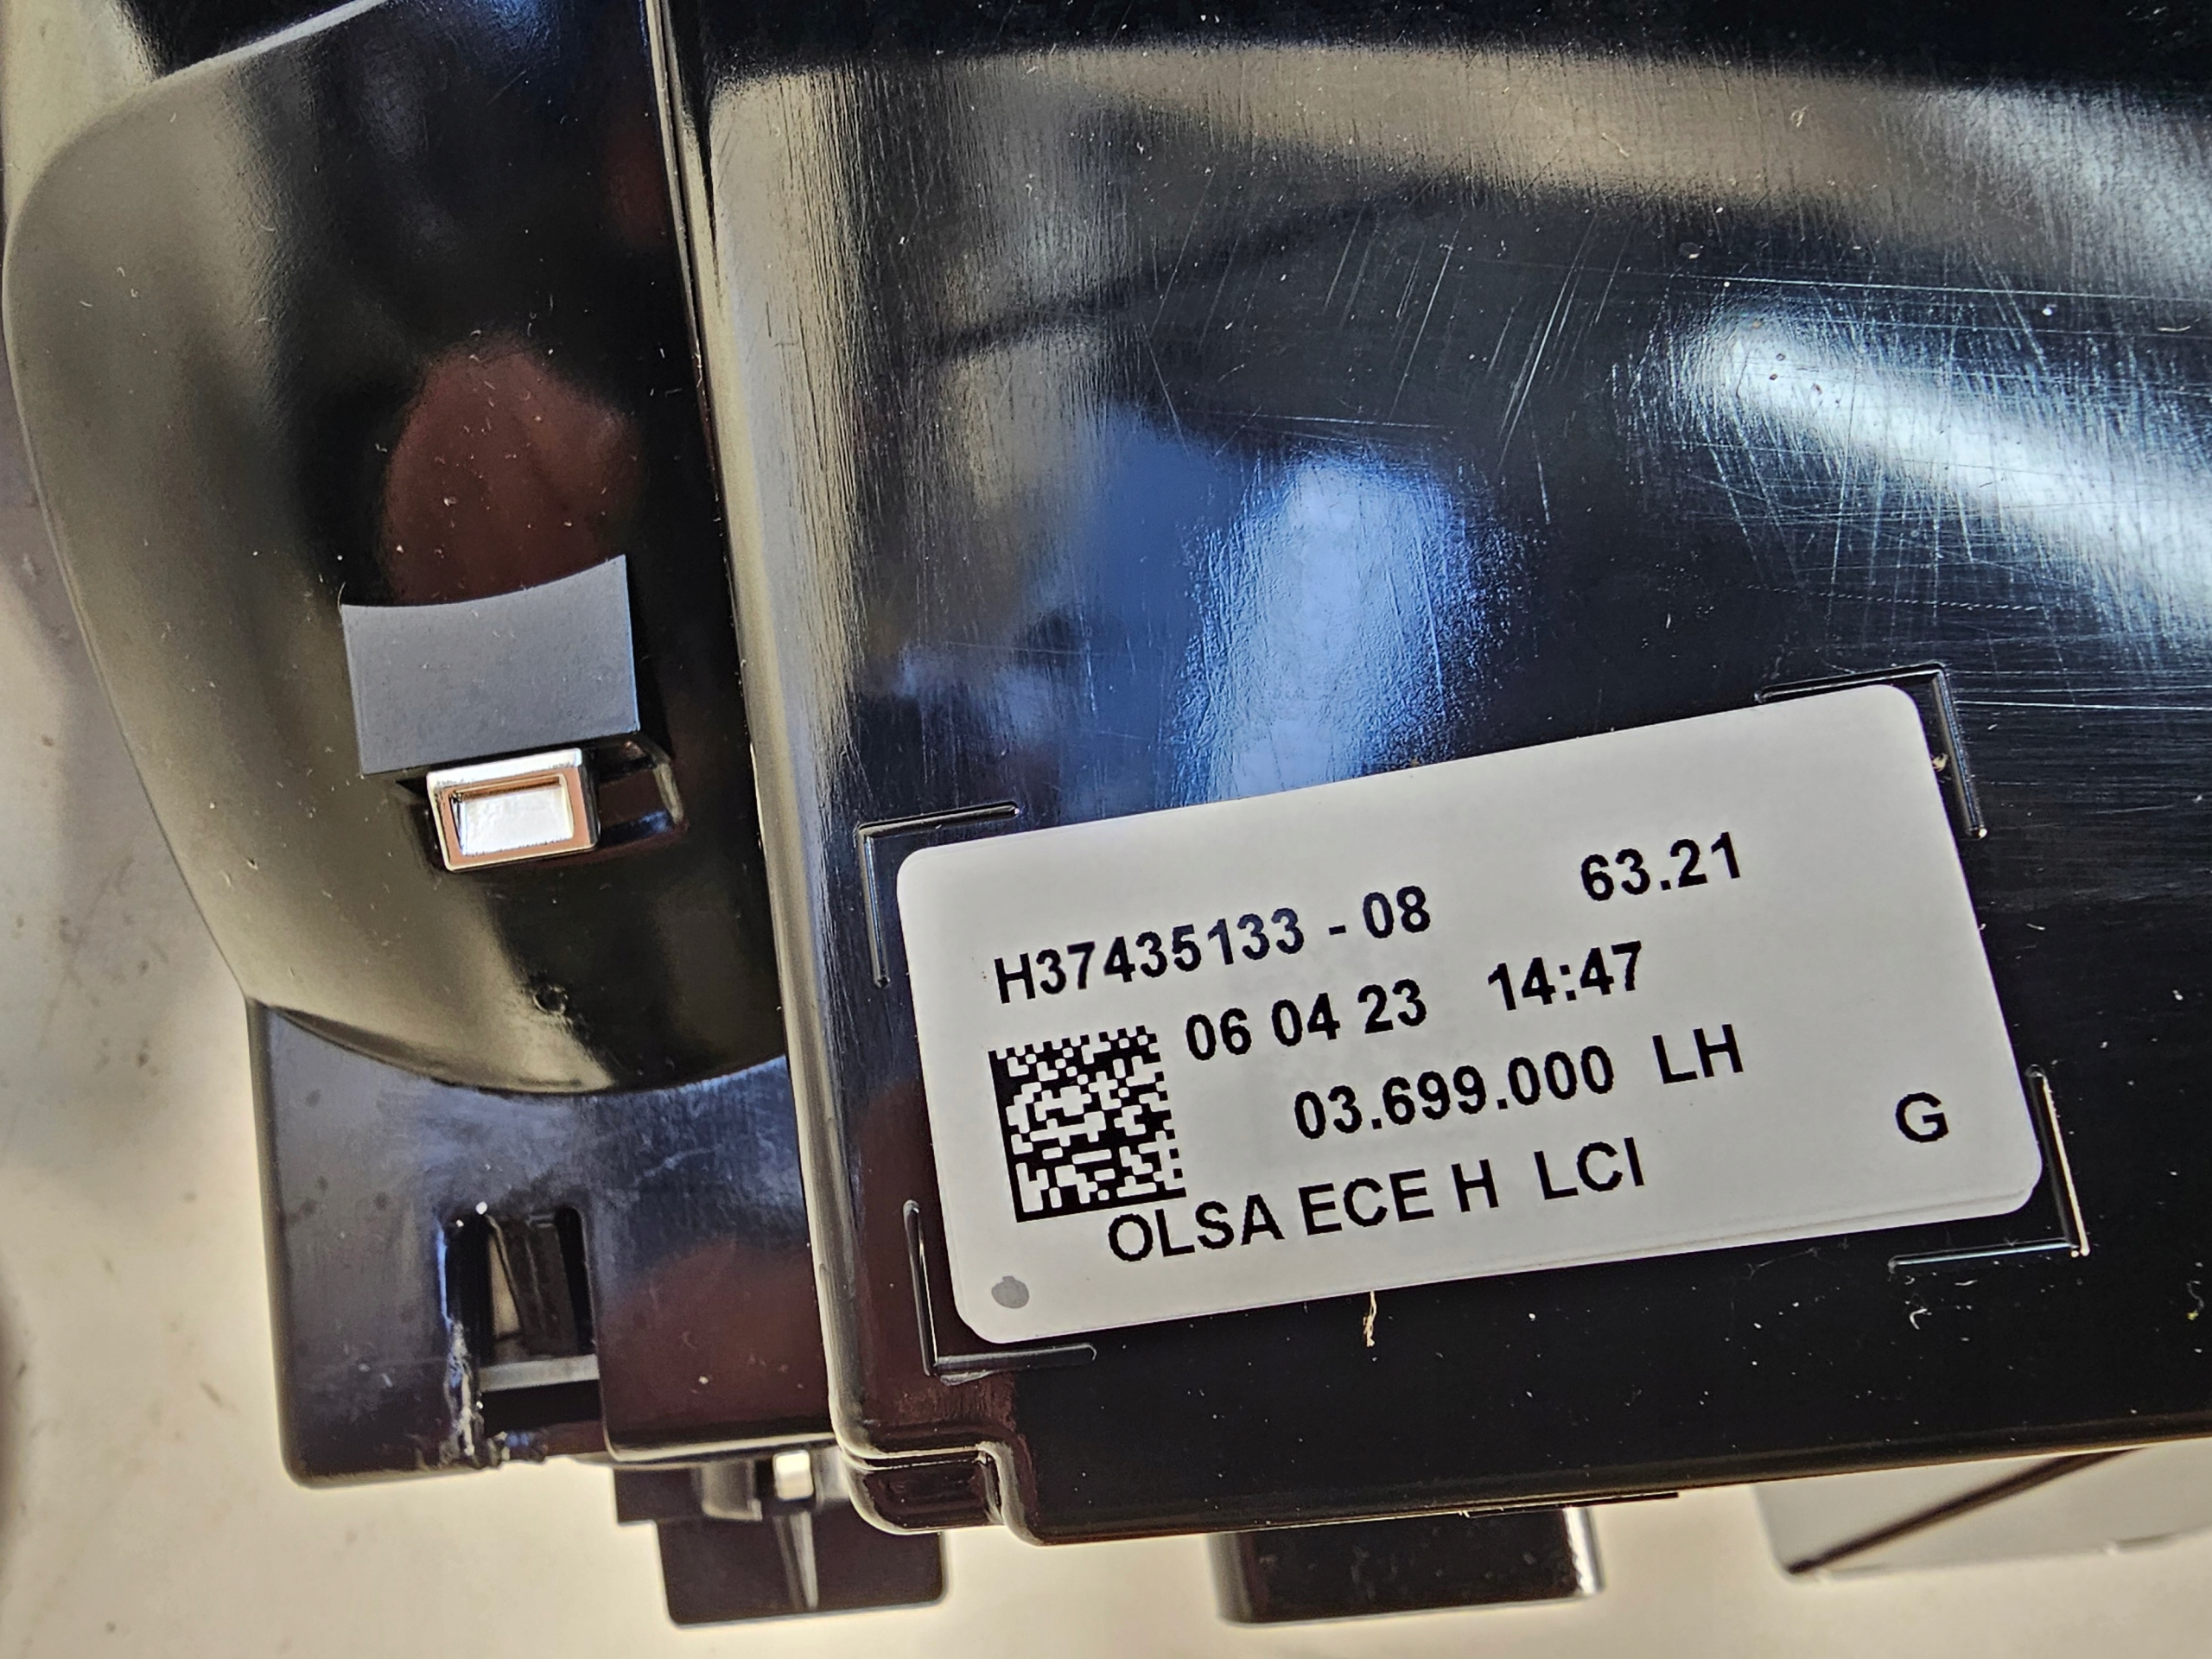 H37435133 - 08 63.21
06 04 23 14:47
03.699.000 LH
G
OLSA ECE H LCI